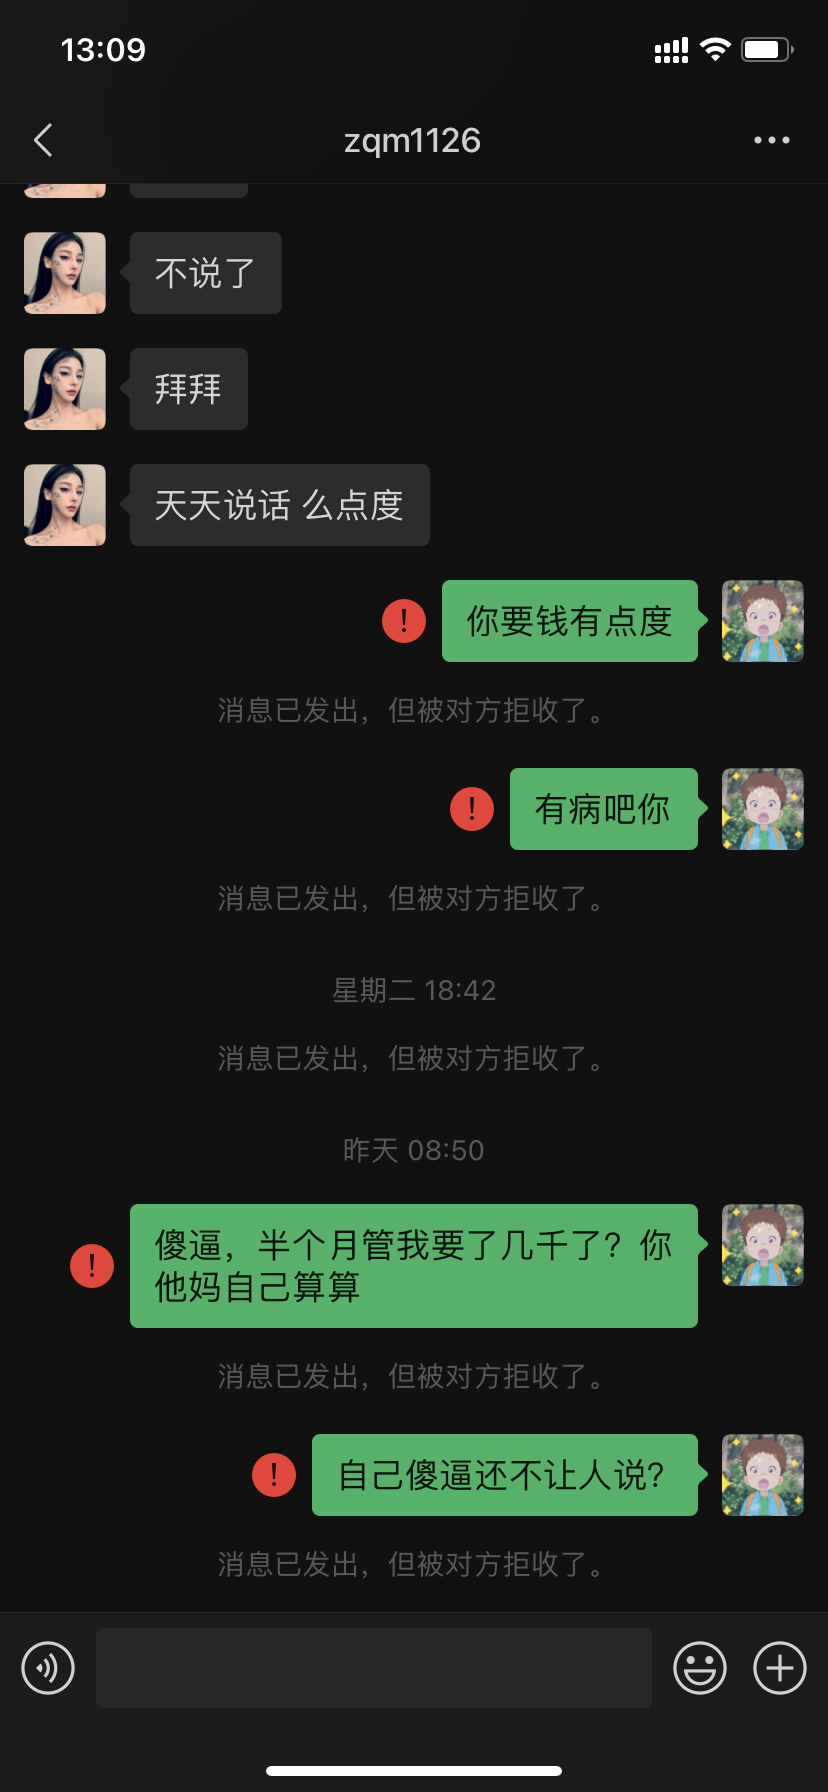 13:09
zqm1126
不说了
拜拜
天天说话 么点度
你要钱有点度
消息已发出，但被对方拒收了。
有病吧你
消息已发出，但被对方拒收了。
星期二 18:42
消息已发出，但被对方拒收了。
昨天 08:50
傻逼，半个月管我要了几千了？你
他妈自己算算
消息已发出，但被对方拒收了。
自己傻逼还不让人说？
消息已发出，但被对方拒收了。